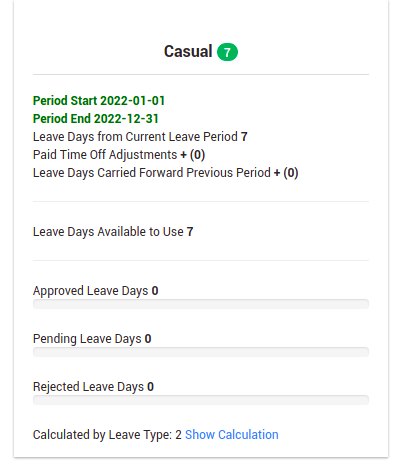 Casual 7
Period Start 2022-01-01
Period End 2022-12-31
Leave Days from Current Leave Period 7
Paid Time Off Adjustments + (0)
Leave Days Carried Forward Previous Period + (0)
Leave Days Available to Use 7
Approved Leave Days 0
Pending Leave Days 0
Rejected Leave Days 0
Calculated by Leave Type: 2 Show Calculation